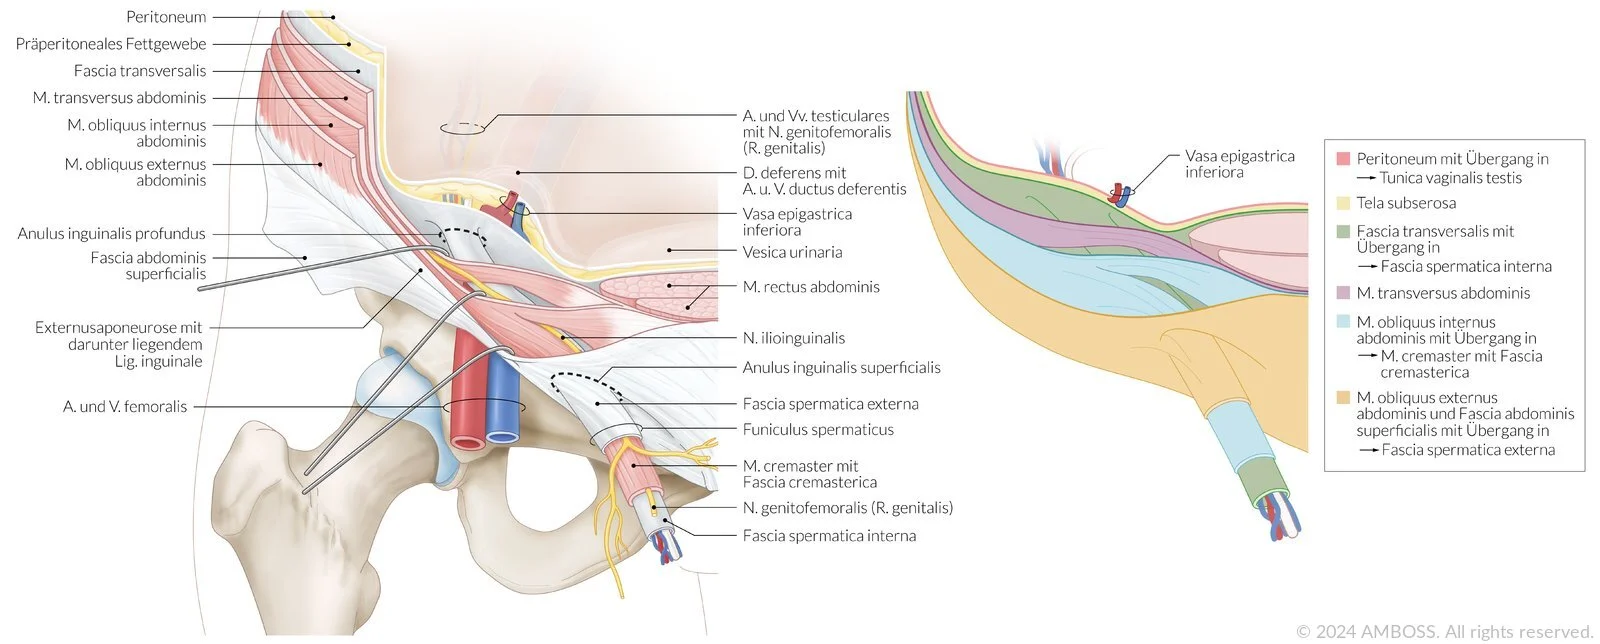 Peritoneum
Präperitoneales Fettgewebe
Fascia transversalis
M. transversus abdominis
M. obliquus internus
abdominis
M. obliquus externus
abdominis
Anulus inguinalis profundus
Fascia abdominis
superficialis
Externusaponeurose mit
darunter liegendem
Lig. inguinale
A. und V. femoralis
A. und Vv. testiculares
mit N. genitofemoralis
(R. genitalis)
D. deferens mit
A. u. V. ductus deferentis
Vasa epigastrica
inferiora
Vesica urinaria
M. rectus abdominis
N. ilioinguinalis
Anulus inguinalis superficialis
Fascia spermatica externa
Funiculus spermaticus
M. cremaster mit
Fascia cremasterica
N. genitofemoralis (R. genitalis)
Fascia spermatica interna
Vasa epigastrica
inferiora
Peritoneum mit Übergang in
→ Tunica vaginalis testis
Tela subserosa
Fascia transversalis mit
Übergang in
→ Fascia spermatica interna
M. transversus abdominis
M. obliquus internus
abdominis mit Übergang in
→ M. cremaster mit Fascia
cremasterica
M. obliquus externus
abdominis und Fascia abdominis
superficialis mit Übergang in
→ Fascia spermatica externa
© 2024 AMBOSS. All rights reserved.